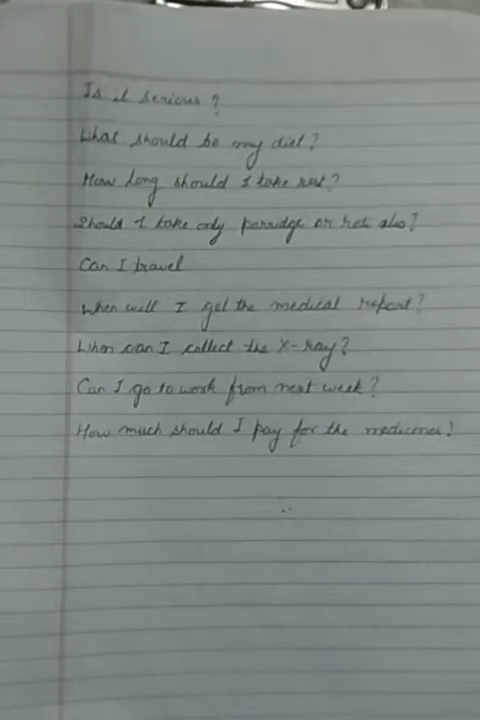 Is it serious?
What should be my diet?
How long should I take rest?
Should I take only porridge or roti also?
Can I travel
When will I get the medical report?
When can I collect the X-ray?
Can I go to work from next week?
How much should I pay for the medicines?